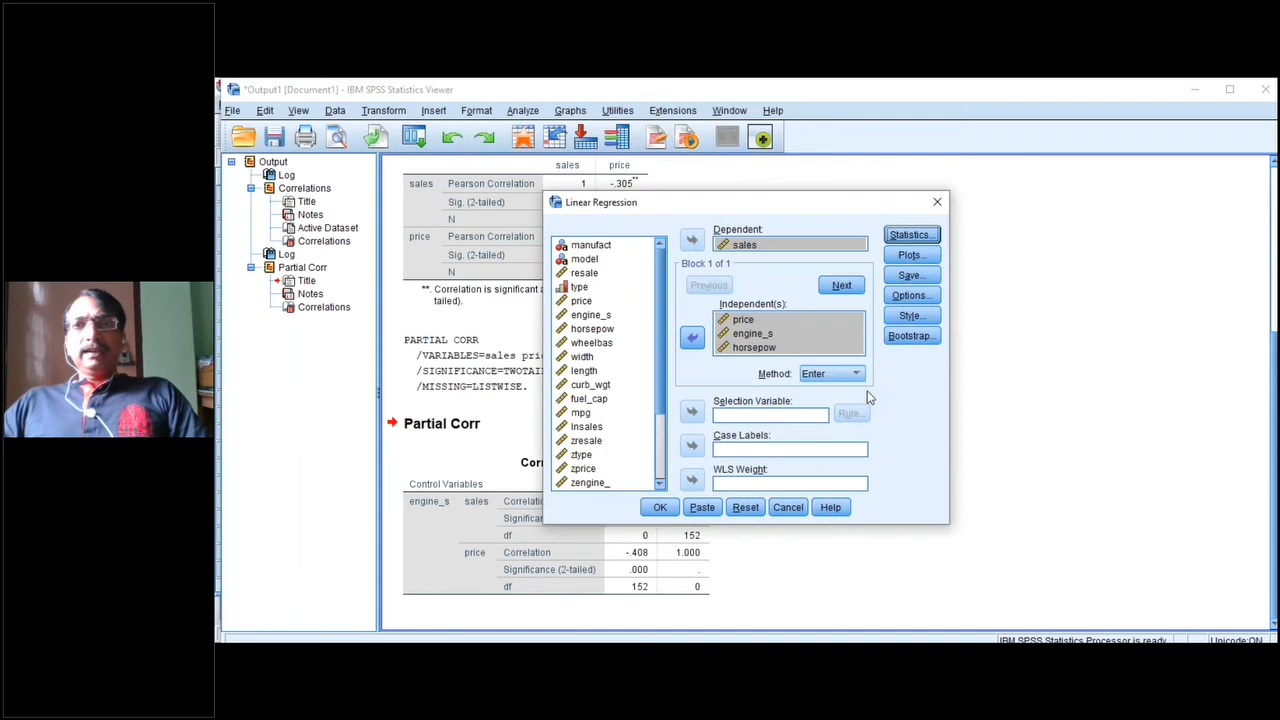 *Output1 [Document1] - IBM SPSS Statistics Viewer
File Edit View Data Transform Insert Format Analyze Graphs Utilities Extensions Window Help
Output
Log
Correlations
Title
Notes
Active Dataset
Correlations
Log
Partial Corr
Title
Notes
Correlations
sales price
sales Pearson Correlation 1 -.305**
Sig. (2-tailed)
N
price Pearson Correlation
Sig. (2-tailed)
N
**. Correlation is significant a
tailed).
PARTIAL CORR
/VARIABLES=sales pri
/SIGNIFICANCE=TWOTAI
/MISSING=LISTWISE.
Partial Corr
Corr
Control Variables
engine_s sales Correlatio
Significan
df 0 152
price Correlation -.408 1.000
Significance (2-tailed) .000 .
df 152 0
Linear Regression
manufact
model
resale
type
price
engine_s
horsepow
wheelbas
width
length
curb_wgt
fuel_cap
mpg
lnsales
zresale
ztype
zprice
zengine_
Dependent:
sales
Block 1 of 1
Previous
Next
Independent(s):
price
engine_s
horsepow
Method: Enter
Selection Variable:
Rule...
Case Labels:
WLS Weight:
Statistics...
Plots...
Save...
Options...
Style...
Bootstrap...
OK Paste Reset Cancel Help
IBM SPSS Statistics Processor is ready
Unicode:ON